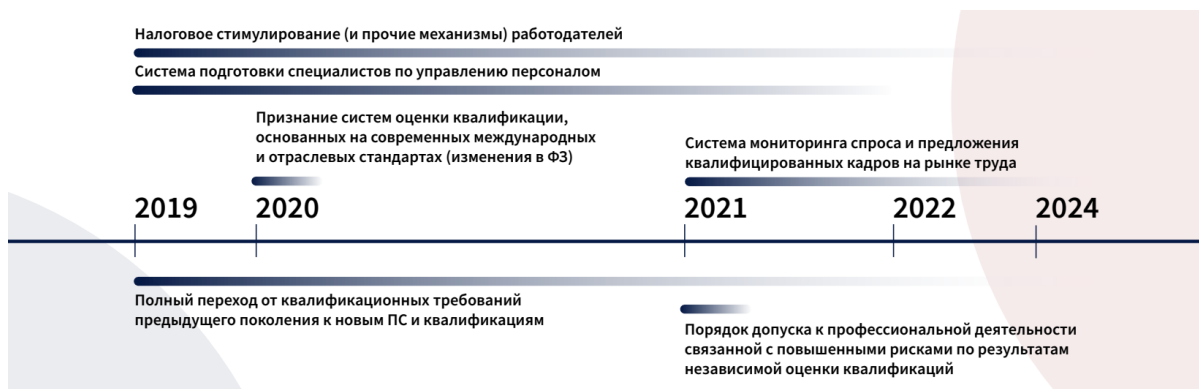 Налоговое стимулирование (и прочие механизмы) работодателей
Система подготовки специалистов по управлению персоналом
Признание систем оценки квалификации,
основанных на современных международных
и отраслевых стандартах (изменения в ФЗ)
Система мониторинга спроса и предложения
квалифицированных кадров на рынке труда
2019
2020
2021
2022
2024
Полный переход от квалификационных требований
предыдущего поколения к новым ПС и квалификациям
Порядок допуска к профессиональной деятельности
связанной с повышенными рисками по результатам
независимой оценки квалификаций